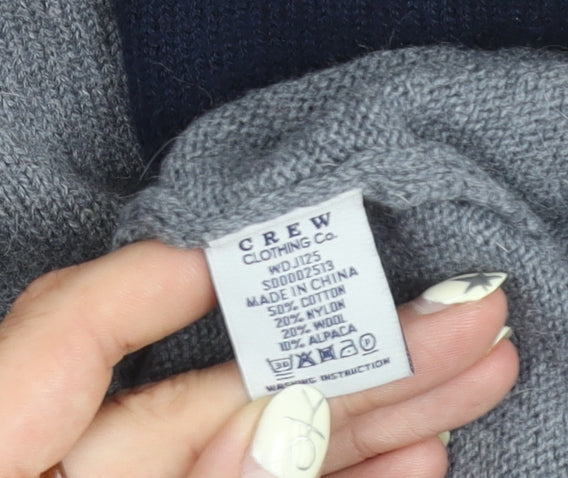 CREW
CLOTHING Co.
WDJ125
S00002513
MADE IN CHINA
50% COTTON
20% NYLON
20% WOOL
10% ALPACA
30 P
WASHING INSTRUCTION